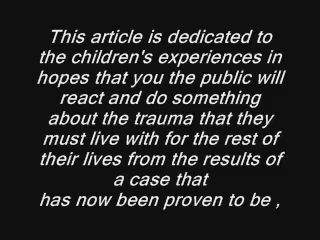 This article is dedicated to
the children's experiences in
hopes that you the public will
react and do something
about the trauma that they
must live with for the rest of
their lives from the results of
a case that
has now been proven to be ,